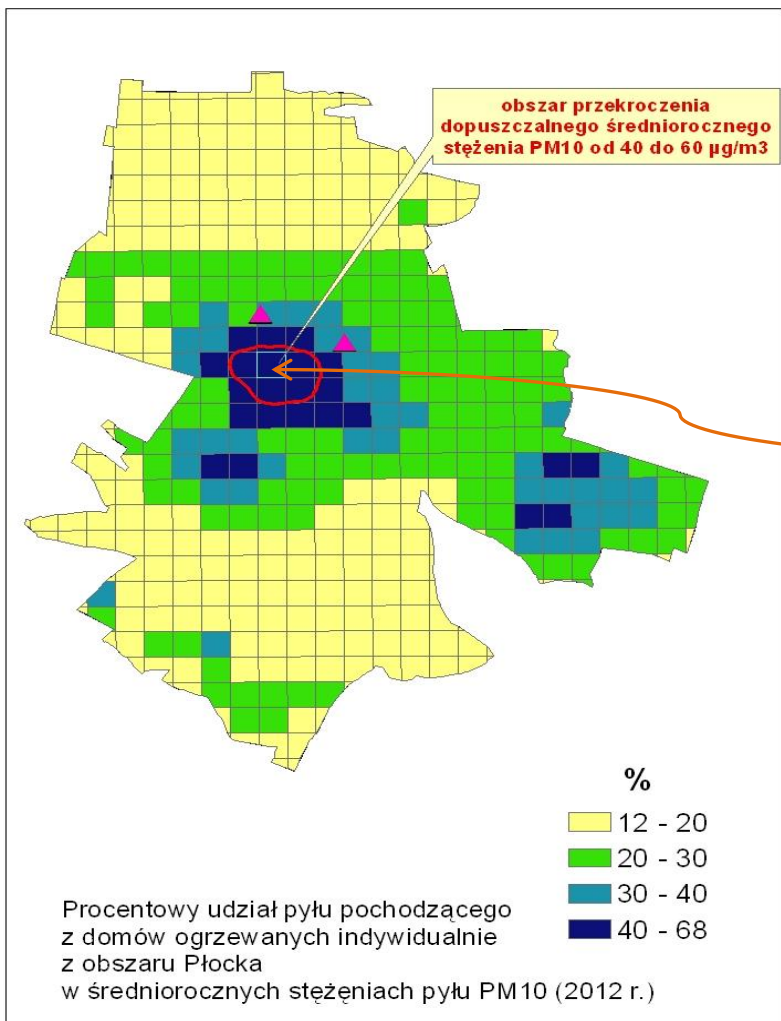 obszar przekroczenia
dopuszczalnego średniorocznego
stężenia PM10 od 40 do 60 µg/m3
%
12 - 20
20 - 30
30 - 40
40 - 68
Procentowy udział pyłu pochodzącego
z domów ogrzewanych indywidualnie
z obszaru Płocka
w średniorocznych stężeniach pyłu PM10 (2012 r.)